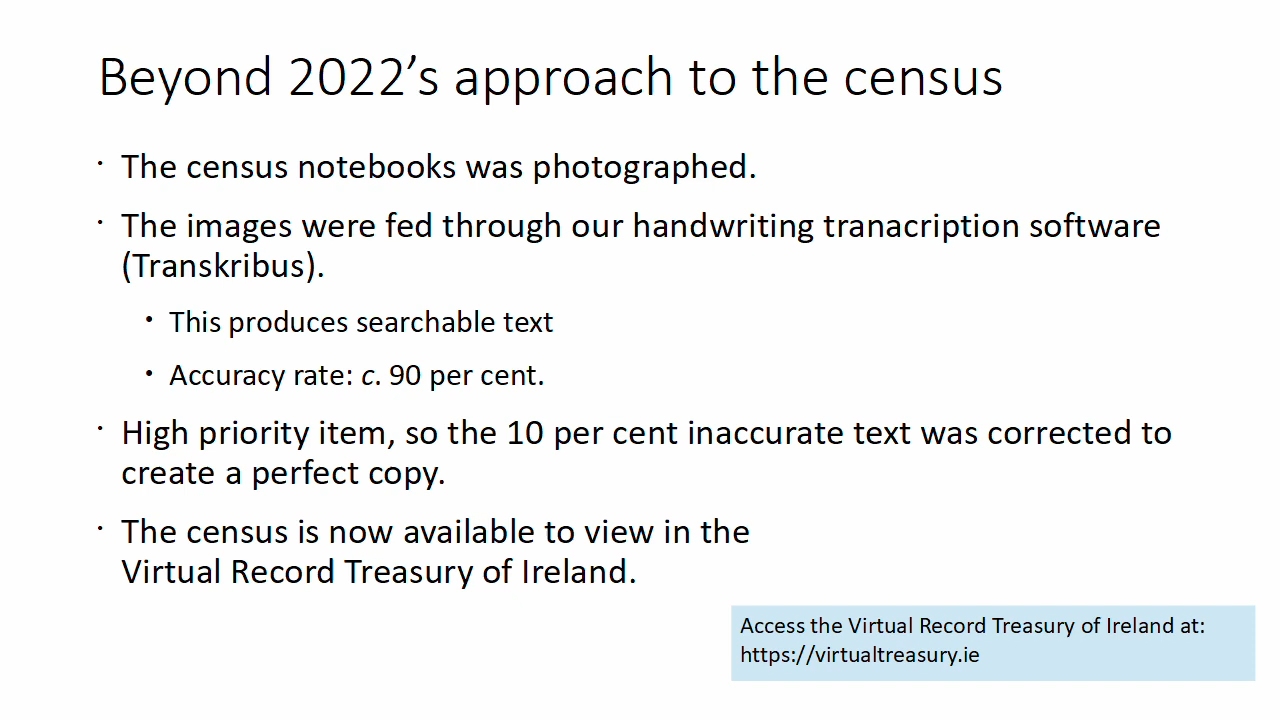 Beyond 2022’s approach to the census
• The census notebooks was photographed.
• The images were fed through our handwriting tranacription software
(Transkribus).
• This produces searchable text
• Accuracy rate: c. 90 per cent.
• High priority item, so the 10 per cent inaccurate text was corrected to
create a perfect copy.
• The census is now available to view in the
Virtual Record Treasury of Ireland.
Access the Virtual Record Treasury of Ireland at:
https://virtualtreasury.ie